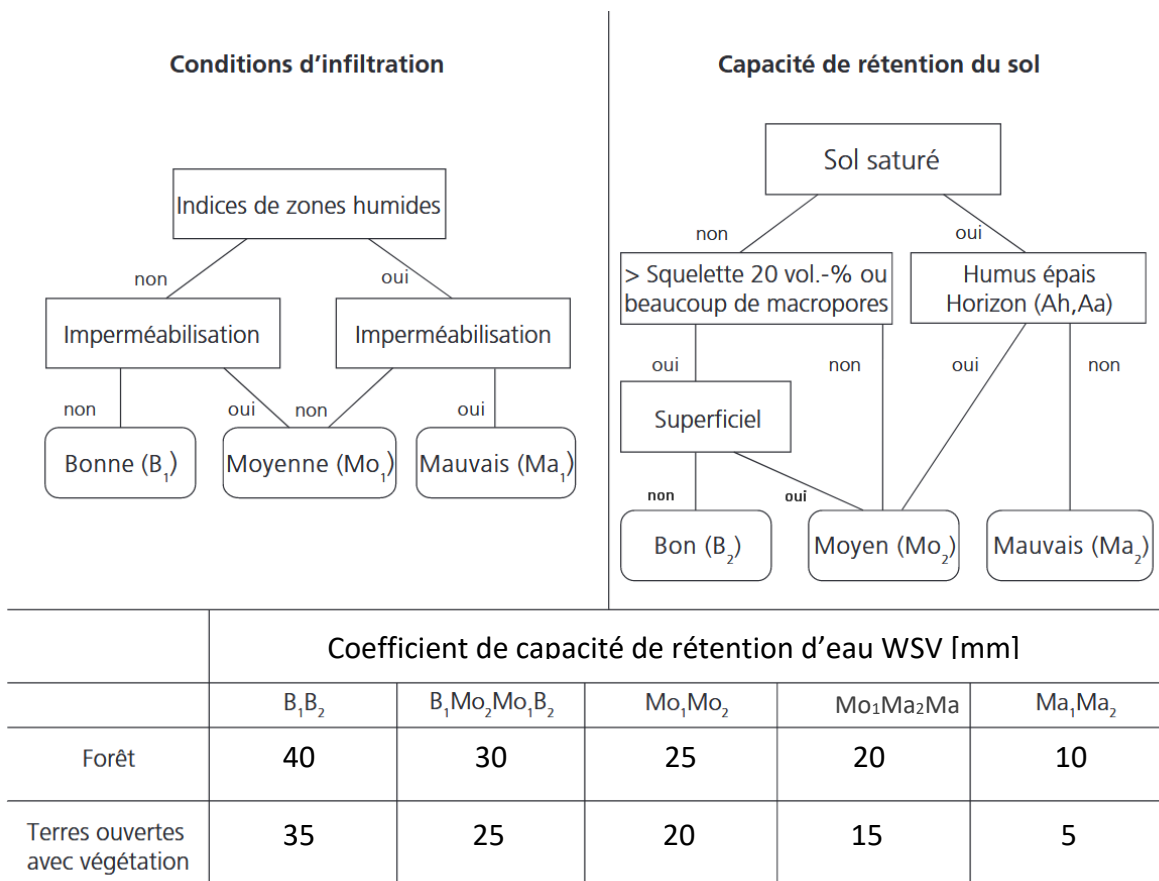 Conditions d'infiltration
Indices de zones humides
non
oui
Imperméabilisation
Imperméabilisation
non
oui
non
oui
Bonne (B₁)
Moyenne (Mo₁)
Mauvais (Ma₁)
Capacité de rétention du sol
Sol saturé
non
oui
> Squelette 20 vol.-% ou
beaucoup de macropores
Humus épais
Horizon (Ah,Aa)
oui
non
oui
non
Superficiel
non
oui
Bon (B₂)
Moyen (Mo₂)
Mauvais (Ma₂)
Coefficient de capacité de rétention d'eau WSV [mm]
B₁B₂ B₁Mo₂Mo₁B₂ Mo₁Mo₂ Mo₁Ma₂Ma Ma₁Ma₂
Forêt 40 30 25 20 10
Terres ouvertes
avec végétation 35 25 20 15 5